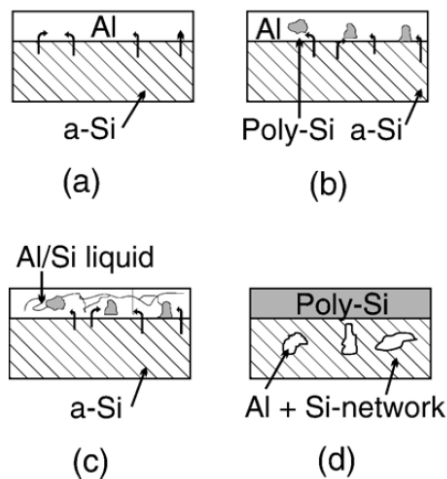 Al
a-Si
(a)
Al
Poly-Si a-Si
(b)
Al/Si liquid
a-Si
(c)
Poly-Si
Al + Si-network
(d)